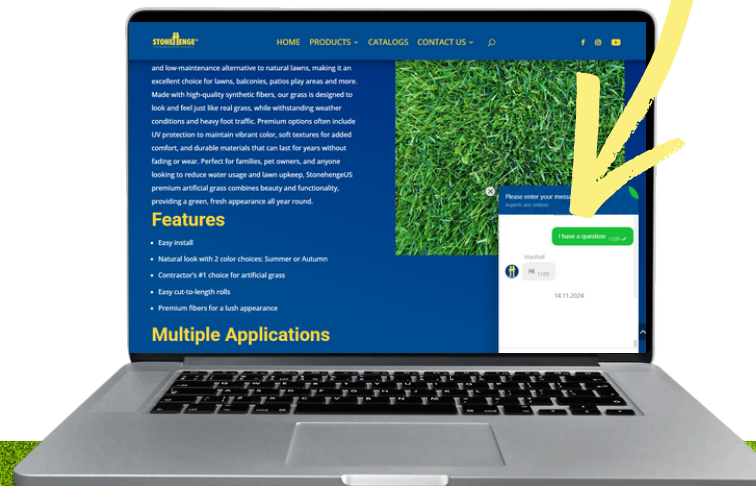 STONEHENGE
HOME PRODUCTS CATALOGS CONTACT US
and low-maintenance alternative to natural lawns, making it an
excellent choice for lawns, balconies, patios play areas and more.
Made with high-quality synthetic fibers, our grass is designed to
look and feel just like real grass, while withstanding weather
conditions and heavy foot traffic. Premium options often include
UV protection to maintain vibrant color, soft textures for added
comfort, and durable materials that can last for years without
fading or wear. Perfect for families, pet owners, and anyone
looking to reduce water usage and lawn upkeep, StonehengeUS
premium artificial grass combines beauty and functionality,
providing a green, fresh appearance all year round.
Features
• Easy install
• Natural look with 2 color choices: Summer or Autumn
• Contractor's #1 choice for artificial grass
• Easy cut-to-length rolls
• Premium fibers for a lush appearance
Multiple Applications
Please enter your
Agents are online!
I have a question 17:09
Marshall
Hi 17:09
14.11.2024